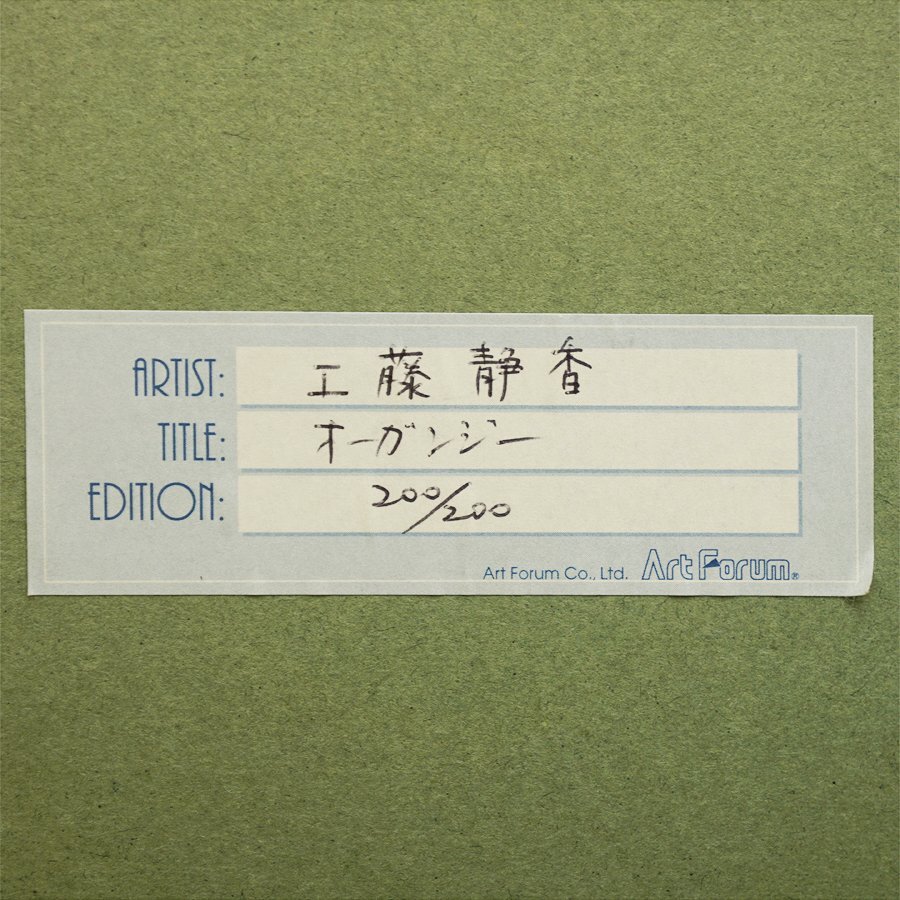 ARTIST: 工藤静香
TITLE: オーガンジー
EDITION: 200/200
Art Forum Co., Ltd. Art Forum®